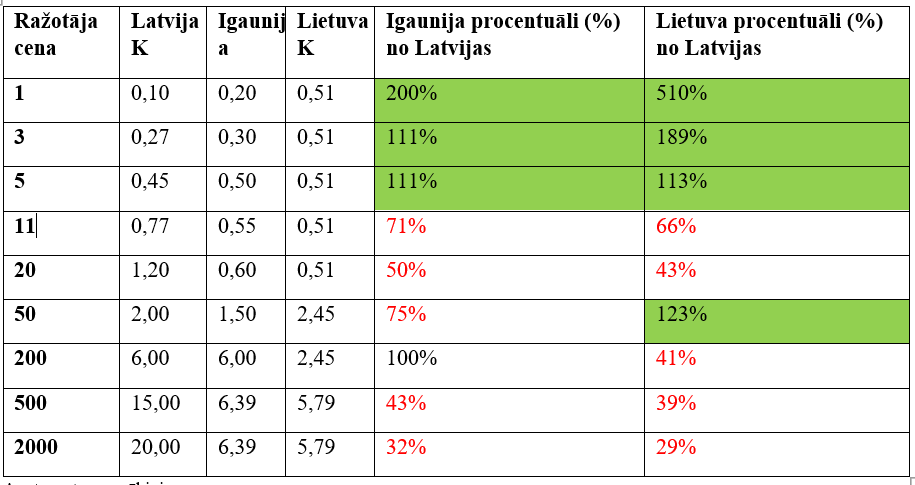 Ražotāja cena Latvija K Igaunija Lietuva K Igaunija procentuāli (%) no Latvijas Lietuva procentuāli (%) no Latvijas
1 0,10 0,20 0,51 200% 510%
3 0,27 0,30 0,51 111% 189%
5 0,45 0,50 0,51 111% 113%
11 0,77 0,55 0,51 71% 66%
20 1,20 0,60 0,51 50% 43%
50 2,00 1,50 2,45 75% 123%
200 6,00 6,00 2,45 100% 41%
500 15,00 6,39 5,79 43% 39%
2000 20,00 6,39 5,79 32% 29%